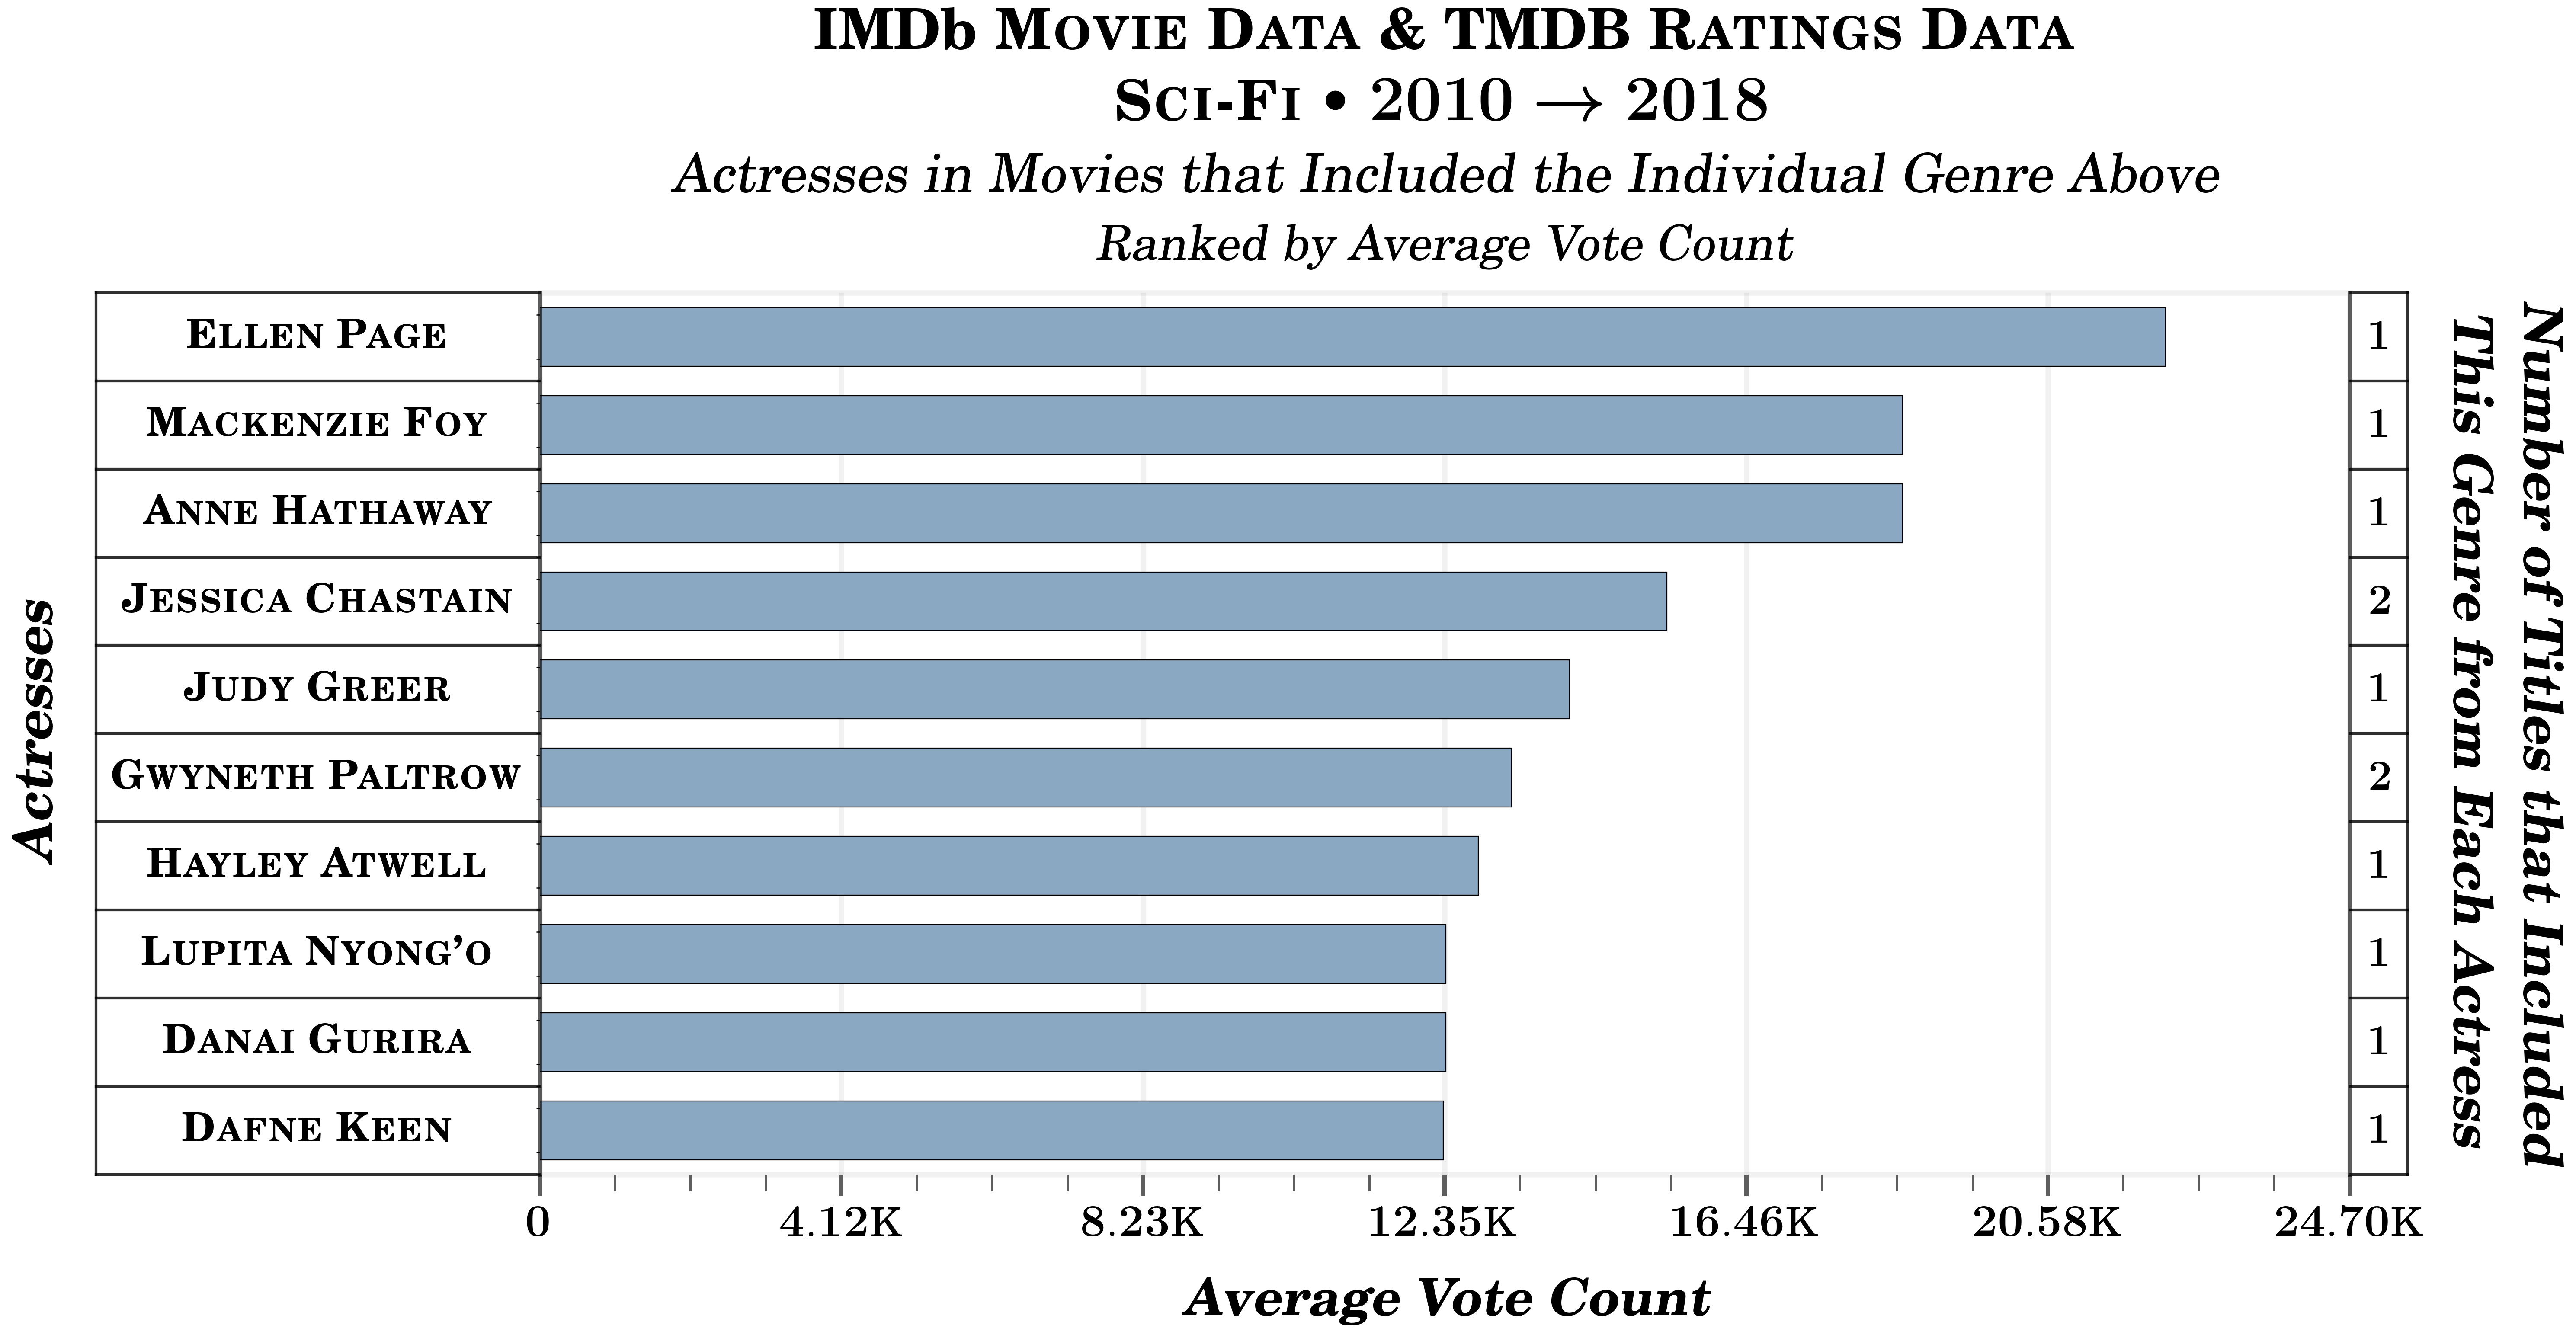 IMDb Movie Data & TMDB Ratings Data
Sci-Fi • 2010 → 2018
Actresses in Movies that Included the Individual Genre Above
Ranked by Average Vote Count
Actresses
Ellen Page 1
Mackenzie Foy 1
Anne Hathaway 1
Jessica Chastain 2
Judy Greer 1
Gwyneth Paltrow 2
Hayley Atwell 1
Lupita Nyong’o 1
Danai Gurira 1
Dafne Keen 1
Number of Titles that Included
This Genre from Each Actress
0 4.12K 8.23K 12.35K 16.46K 20.58K 24.70K
Average Vote Count